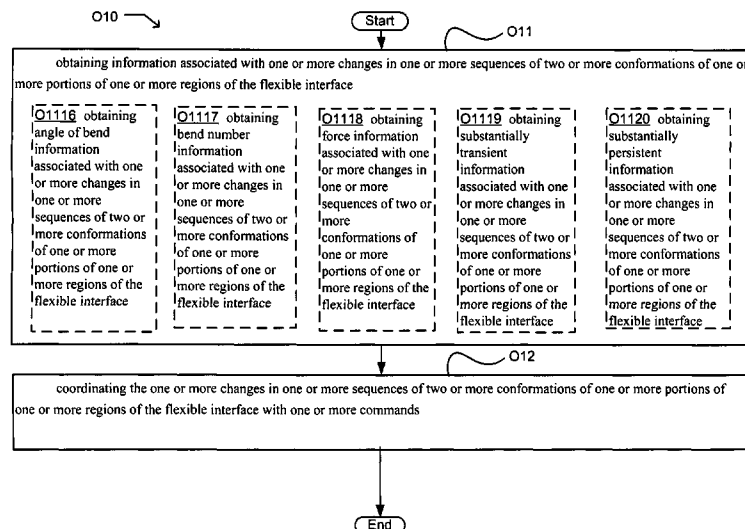 O10
Start
O11
obtaining information associated with one or more changes in one or more sequences of two or more conformations of one or
more portions of one or more regions of the flexible interface
O1116 obtaining
angle of bend
information
associated with one
or more changes in
one or more
sequences of two or
more conformations
of one or more
portions of one or
more regions of the
flexible interface
O1117 obtaining
bend number
information
associated with one
or more changes in
one or more
sequences of two or
more conformations
of one or more
portions of one or
more regions of the
flexible interface
O1118 obtaining
force information
associated with one
or more changes in
one or more
sequences of two or
more
conformations of
one or more
portions of one or
more regions of the
flexible interface
O1119 obtaining
substantially
transient
information
associated with one
or more changes in
one or more
sequences of two or
more conformations
of one or more
portions of one or
more regions of the
flexible interface
O1120 obtaining
substantially
persistent
information
associated with one
or more changes in
one or more
sequences of two or
more conformations
of one or more
portions of one or
more regions of the
flexible interface
O12
coordinating the one or more changes in one or more sequences of two or more conformations of one or more portions of
one or more regions of the flexible interface with one or more commands
End